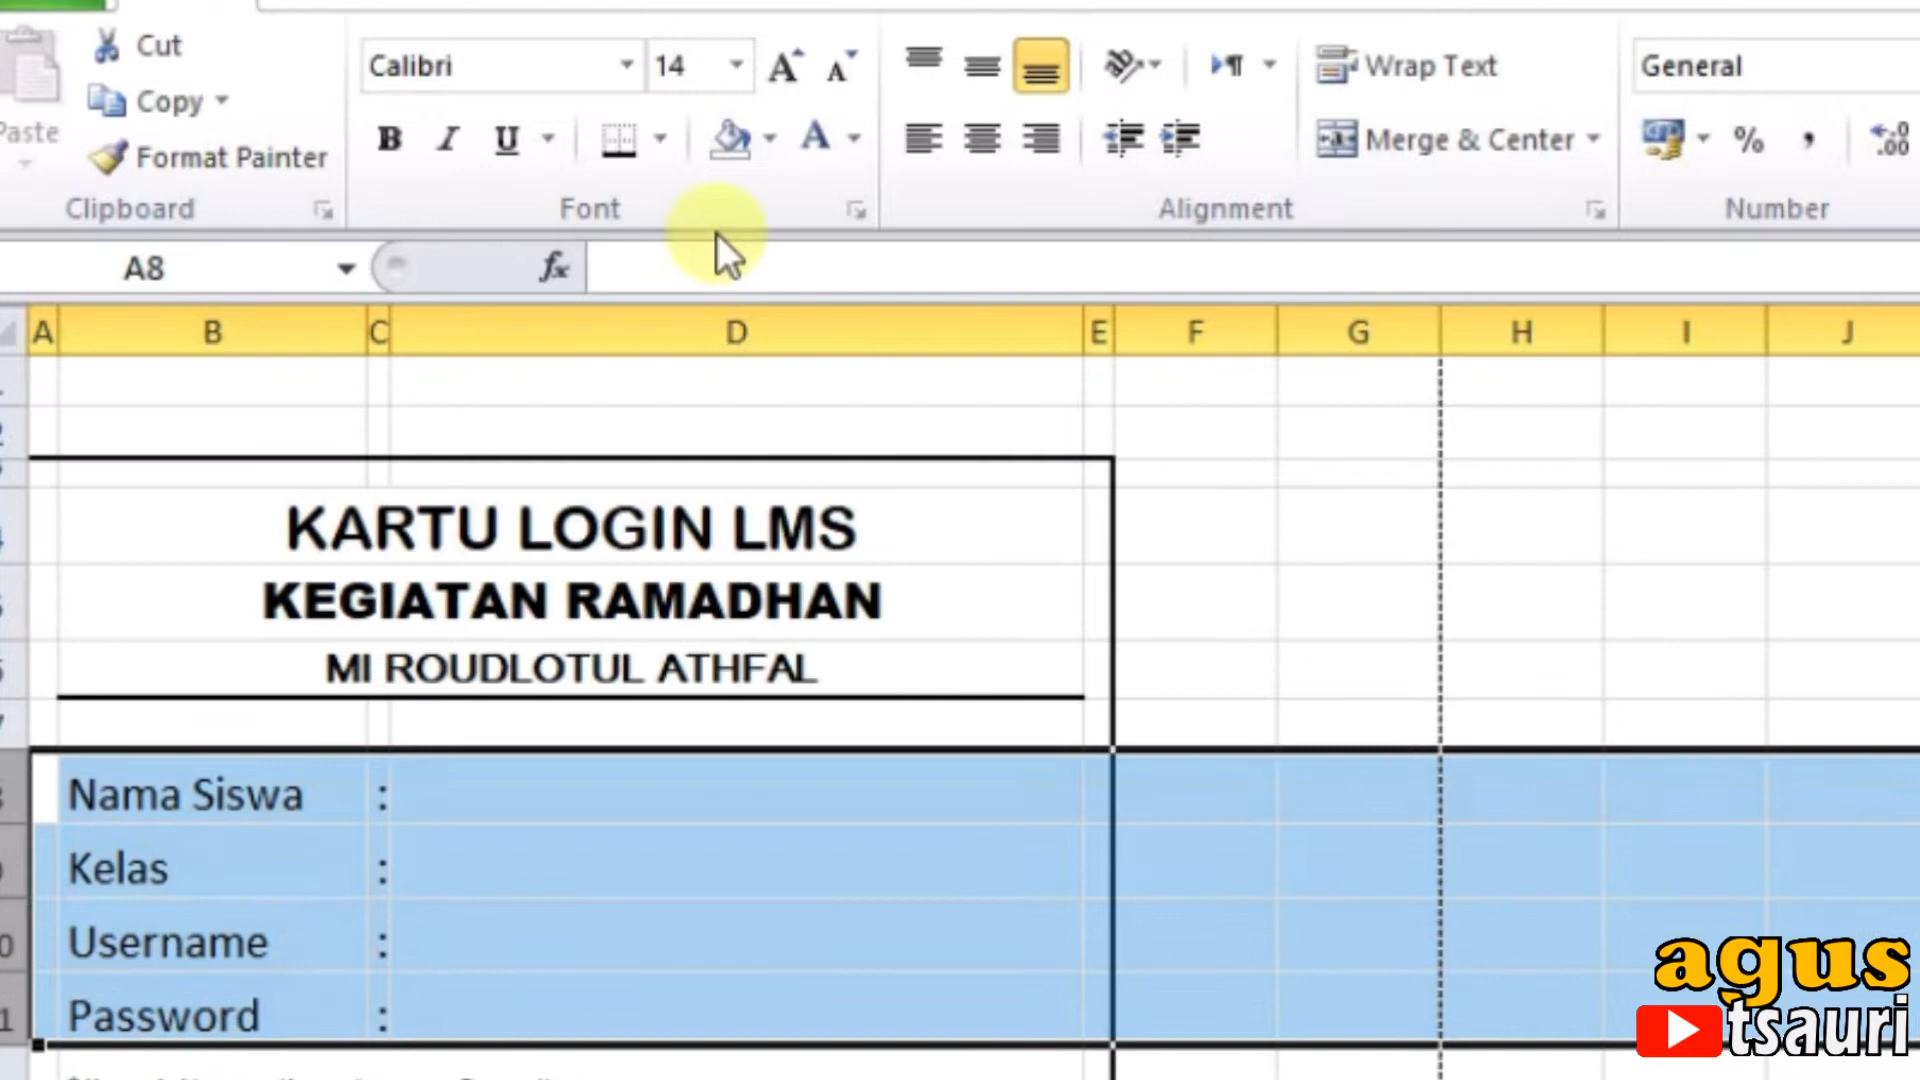 Cut
Copy
Paste
Format Painter
Clipboard
Calibri
14
B I U
A
Font
Wrap Text
Merge & Center
Alignment
General
% , .00
Number
A8
fx
A B C D E F G H I J
KARTU LOGIN LMS
KEGIATAN RAMADHAN
MI ROUDLOTUL ATHFAL
Nama Siswa :
Kelas :
Username :
Password :
agus
tsauri